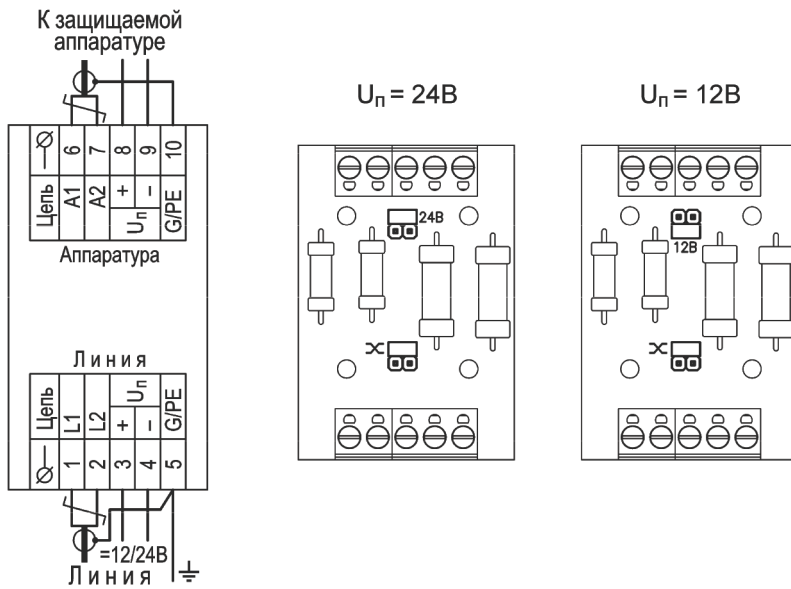 К защищаемой
аппаратуре
Цепь A1 A2 + − Uп G/PE
6 7 8 9 10
Аппаратура
Линия
Цепь L1 L2 + − Uп G/PE
1 2 3 4 5
=12/24В
Линия
Uп = 24В
24В
Uп = 12В
12В